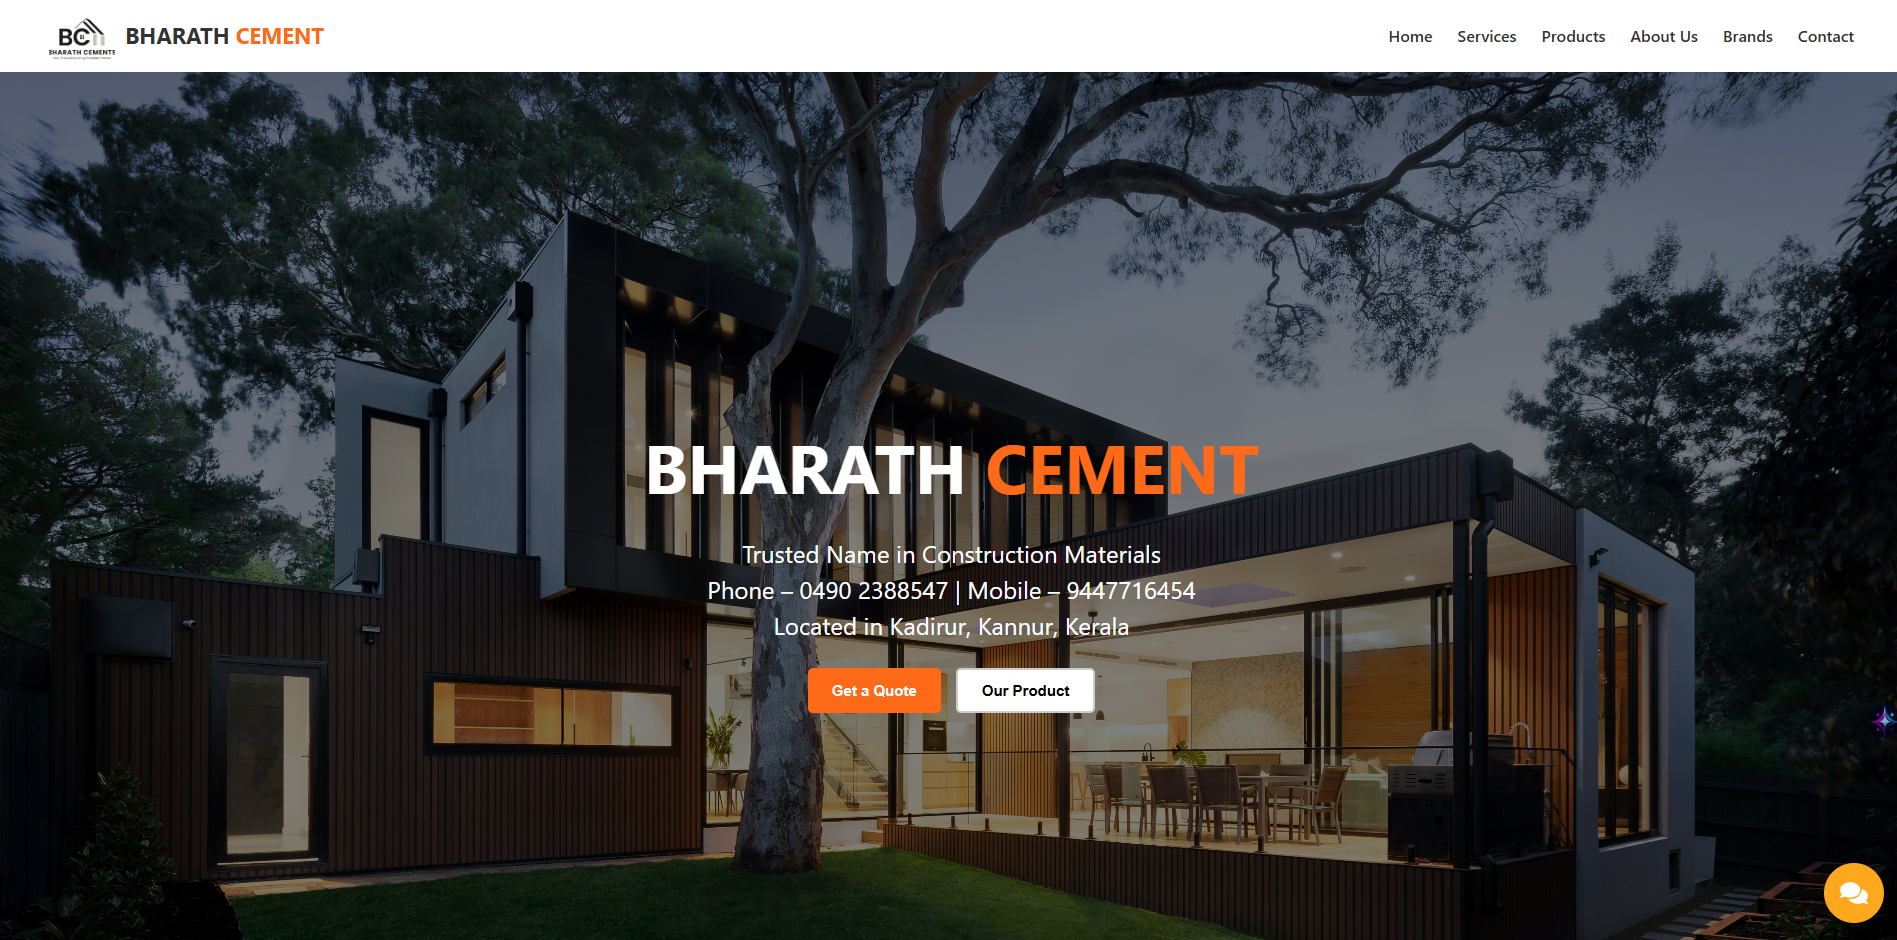 BC
BHARATH CEMENTS
BHARATH CEMENT
Home Services Products About Us Brands Contact
BHARATH CEMENT
Trusted Name in Construction Materials
Phone – 0490 2388547 | Mobile – 9447716454
Located in Kadirur, Kannur, Kerala
Get a Quote Our Product